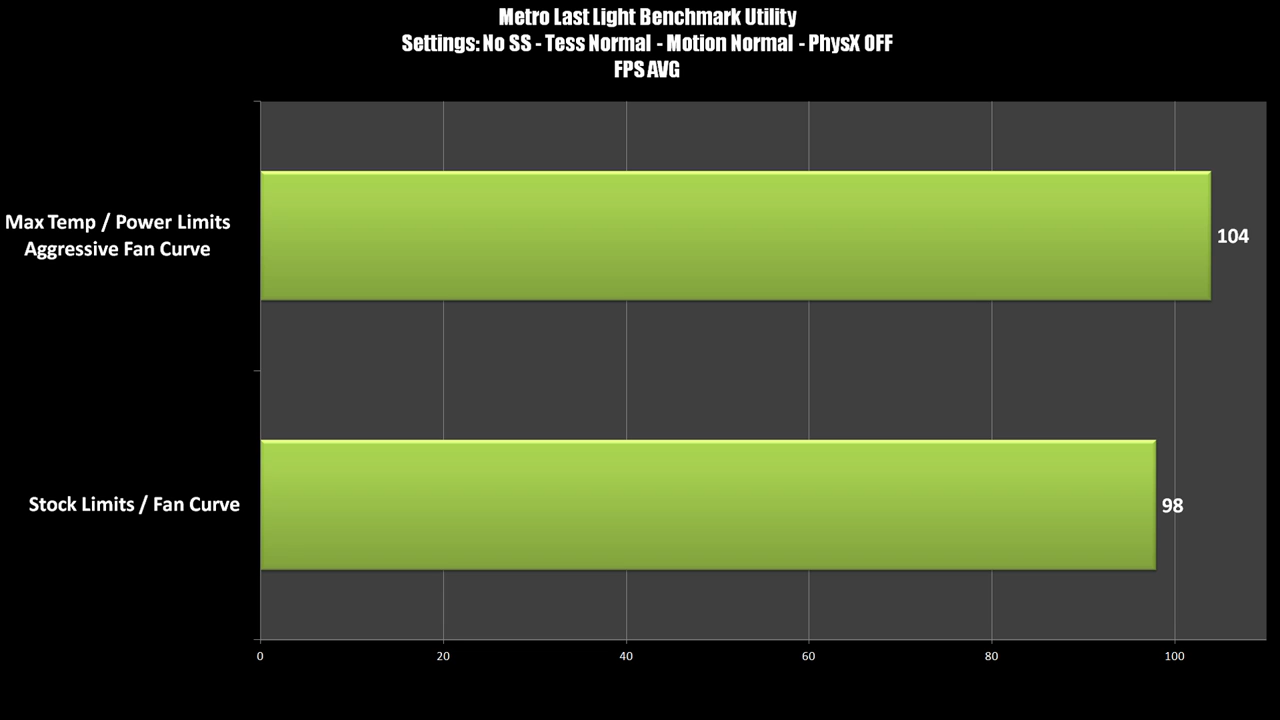 Metro Last Light Benchmark Utility
Settings: No SS - Tess Normal - Motion Normal - PhysX OFF
FPS AVG
Max Temp / Power Limits
Aggressive Fan Curve
104
Stock Limits / Fan Curve
98
0 20 40 60 80 100